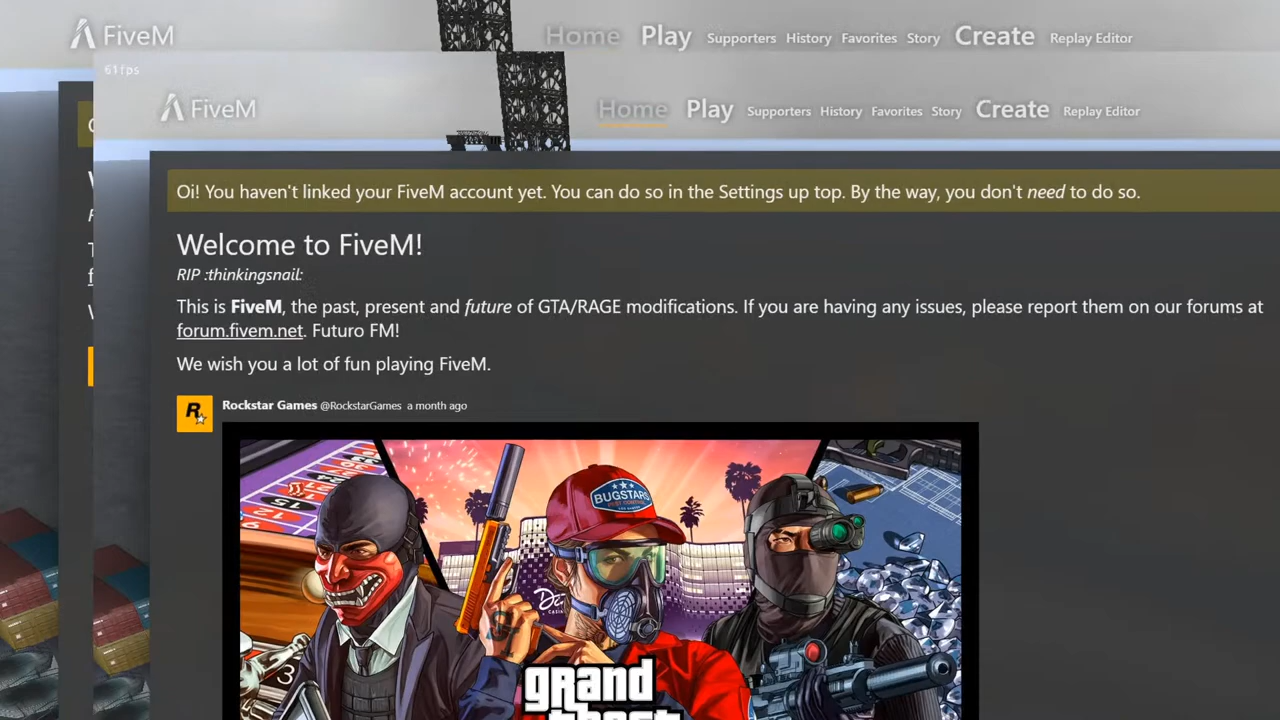 FiveM Home Play Supporters History Favorites Story Create Replay Editor
61fps
FiveM Home Play Supporters History Favorites Story Create Replay Editor
Oi! You haven't linked your FiveM account yet. You can do so in the Settings up top. By the way, you don't need to do so.
Welcome to FiveM!
RIP :thinkingsnail:
This is FiveM, the past, present and future of GTA/RAGE modifications. If you are having any issues, please report them on our forums at
forum.fivem.net. Futuro FM!
We wish you a lot of fun playing FiveM.
R
Rockstar Games @RockstarGames a month ago
BUGSTARS
grand